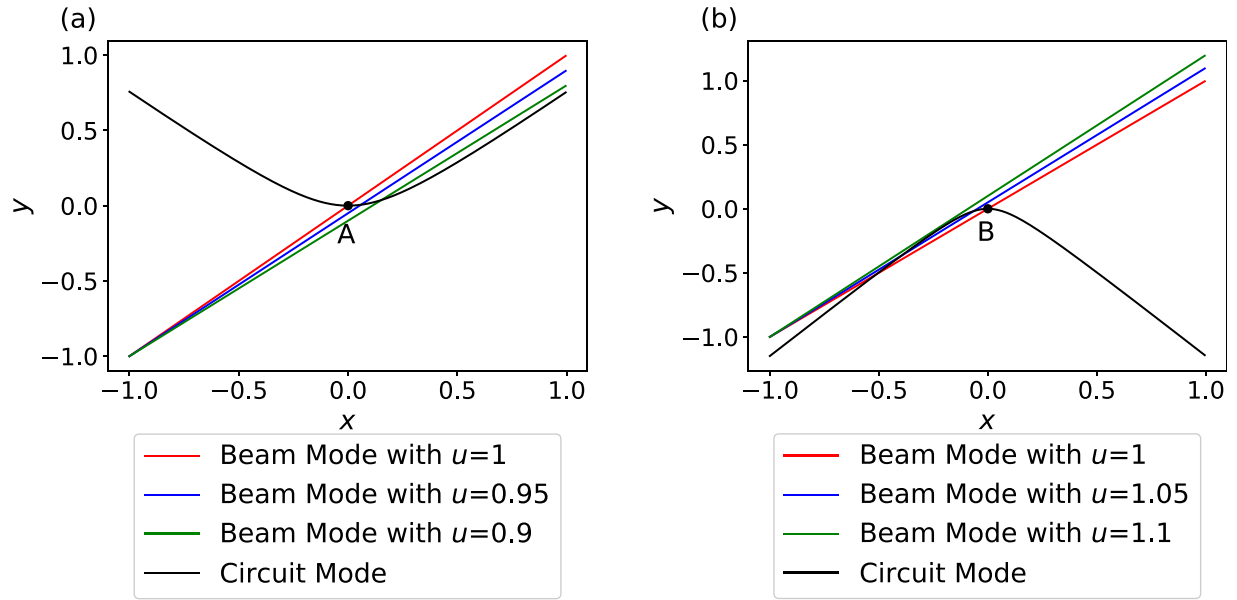 (a)
1.0
0.5
0.0
−0.5
−1.0
y
A
−1.0 −0.5 0.0 0.5 1.0
x
Beam Mode with u=1
Beam Mode with u=0.95
Beam Mode with u=0.9
Circuit Mode
(b)
1.0
0.5
0.0
−0.5
−1.0
y
B
−1.0 −0.5 0.0 0.5 1.0
x
Beam Mode with u=1
Beam Mode with u=1.05
Beam Mode with u=1.1
Circuit Mode